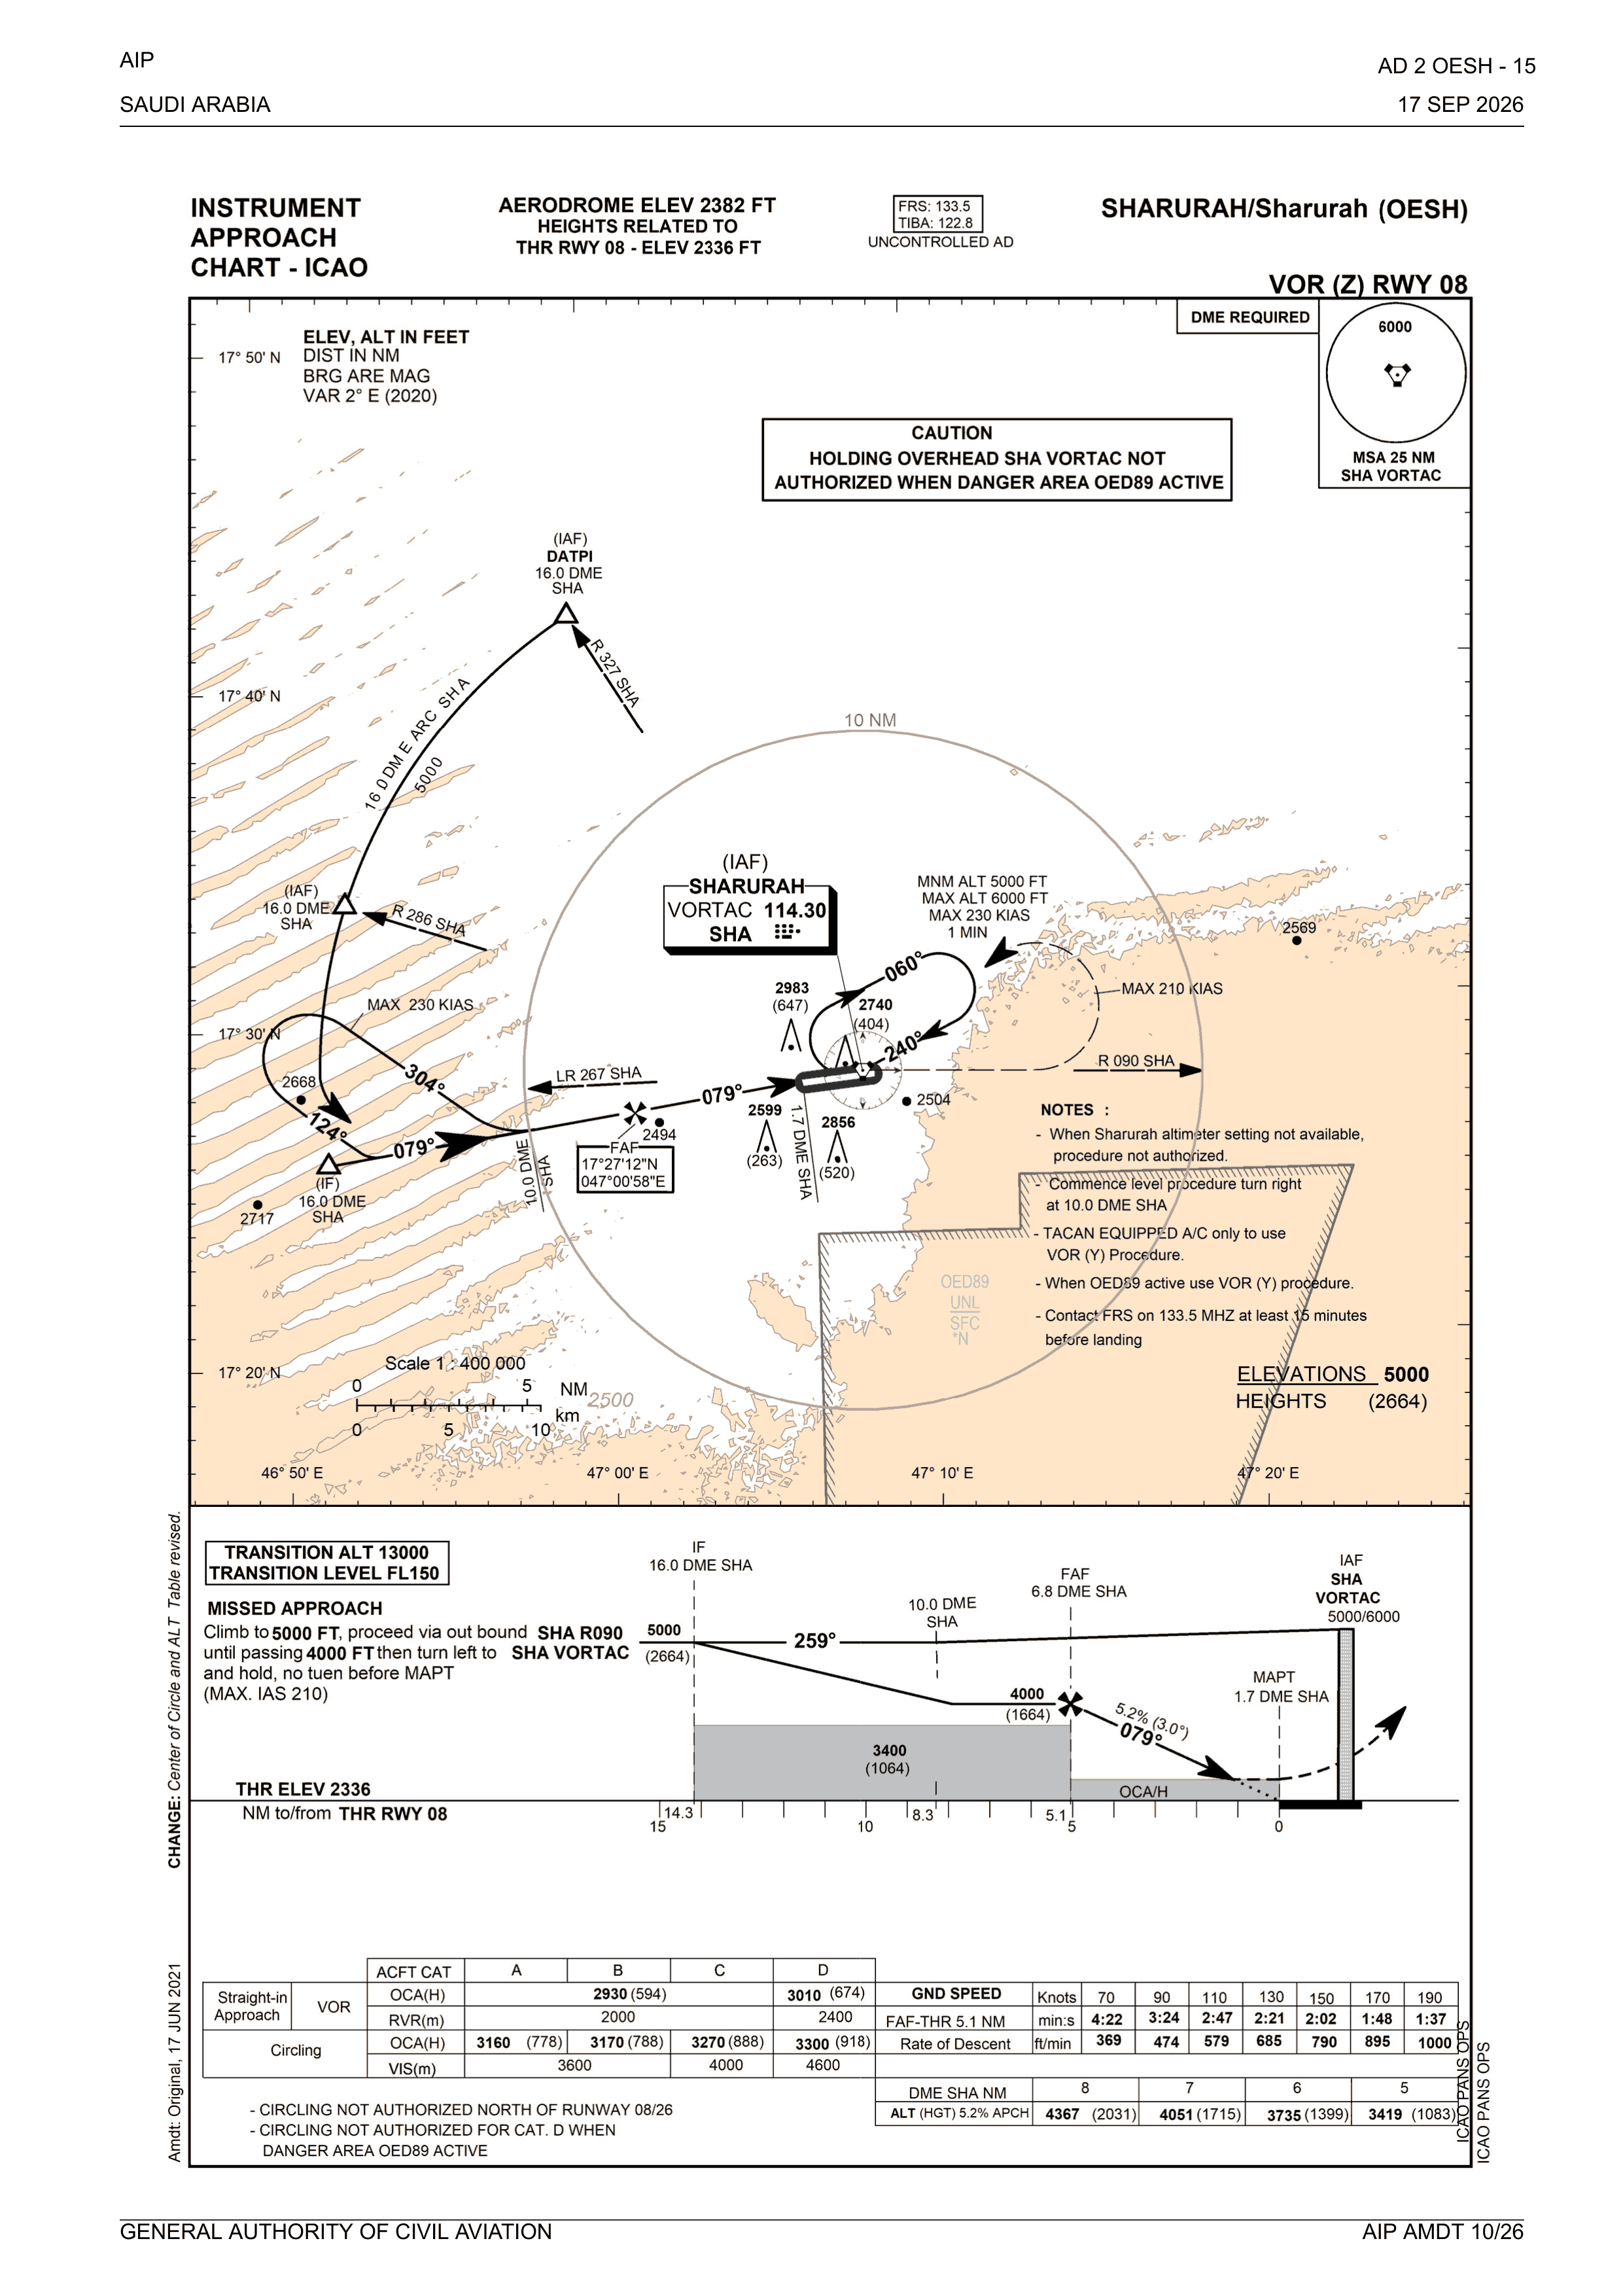 AIP
AD 2 OESH - 15
SAUDI ARABIA
17 SEP 2026
INSTRUMENT
APPROACH
CHART - ICAO
AERODROME ELEV 2382 FT
HEIGHTS RELATED TO
THR RWY 08 - ELEV 2336 FT
FRS: 133.5
TIBA: 122.8
UNCONTROLLED AD
SHARURAH/Sharurah (OESH)
VOR (Z) RWY 08
DME REQUIRED
6000
MSA 25 NM
SHA VORTAC
17° 50' N
ELEV, ALT IN FEET
DIST IN NM
BRG ARE MAG
VAR 2° E (2020)
CAUTION
HOLDING OVERHEAD SHA VORTAC NOT
AUTHORIZED WHEN DANGER AREA OED89 ACTIVE
(IAF)
DATPI
16.0 DME
SHA
R 327 SHA
17° 40' N
16 0 DM E ARC SHA
5000
10 NM
(IAF)
16.0 DME
SHA
R 286 SHA
(IAF)
SHARURAH
VORTAC 114.30
SHA
MNM ALT 5000 FT
MAX ALT 6000 FT
MAX 230 KIAS
1 MIN
2569
060°
240°
2983
(647)
2740
(404)
MAX 210 KIAS
MAX 230 KIAS
17° 30' N
2668
304°
124°
LR 267 SHA
R 090 SHA
079°
079°
2504
2494
2599
(263)
2856
(520)
1.7 DME SHA
FAF
17°27'12"N
047°00'58"E
10.0 DME
SHA
(IF)
16.0 DME
SHA
2717
NOTES :
- When Sharurah altimeter setting not available,
procedure not authorized.
- Commence level procedure turn right
at 10.0 DME SHA
- TACAN EQUIPPED A/C only to use
VOR (Y) Procedure.
- When OED89 active use VOR (Y) procedure.
- Contact FRS on 133.5 MHZ at least 15 minutes
before landing
OED89
UNL
SFC
*N
17° 20' N
Scale 1 : 400 000
0 5 NM
0 5 10 km
2500
ELEVATIONS 5000
HEIGHTS (2664)
46° 50' E
47° 00' E
47° 10' E
47° 20' E
TRANSITION ALT 13000
TRANSITION LEVEL FL150
MISSED APPROACH
Climb to 5000 FT, proceed via out bound SHA R090
until passing 4000 FT then turn left to SHA VORTAC
and hold, no tuen before MAPT
(MAX. IAS 210)
IF
16.0 DME SHA
5000
(2664)
259°
10.0 DME
SHA
FAF
6.8 DME SHA
IAF
SHA
VORTAC
5000/6000
4000
(1664)
5.2% (3.0°)
079°
MAPT
1.7 DME SHA
3400
(1064)
OCA/H
THR ELEV 2336
NM to/from THR RWY 08
14.3
8.3
5.1
15 10 5 0
CHANGE: Center of Circle and ALT Table revised.
Amdt: Original, 17 JUN 2021
ACFT CAT A B C D
Straight-in
Approach
VOR
OCA(H) 2930 (594) 3010 (674)
RVR(m) 2000 2400
Circling
OCA(H) 3160 (778) 3170 (788) 3270 (888) 3300 (918)
VIS(m) 3600 4000 4600
GND SPEED Knots 70 90 110 130 150 170 190
FAF-THR 5.1 NM min:s 4:22 3:24 2:47 2:21 2:02 1:48 1:37
Rate of Descent ft/min 369 474 579 685 790 895 1000
DME SHA NM 8 7 6 5
ALT (HGT) 5.2% APCH 4367 (2031) 4051 (1715) 3735 (1399) 3419 (1083)
- CIRCLING NOT AUTHORIZED NORTH OF RUNWAY 08/26
- CIRCLING NOT AUTHORIZED FOR CAT. D WHEN
DANGER AREA OED89 ACTIVE
ICAO PANS OPS
ICAO PANS OPS
GENERAL AUTHORITY OF CIVIL AVIATION
AIP AMDT 10/26